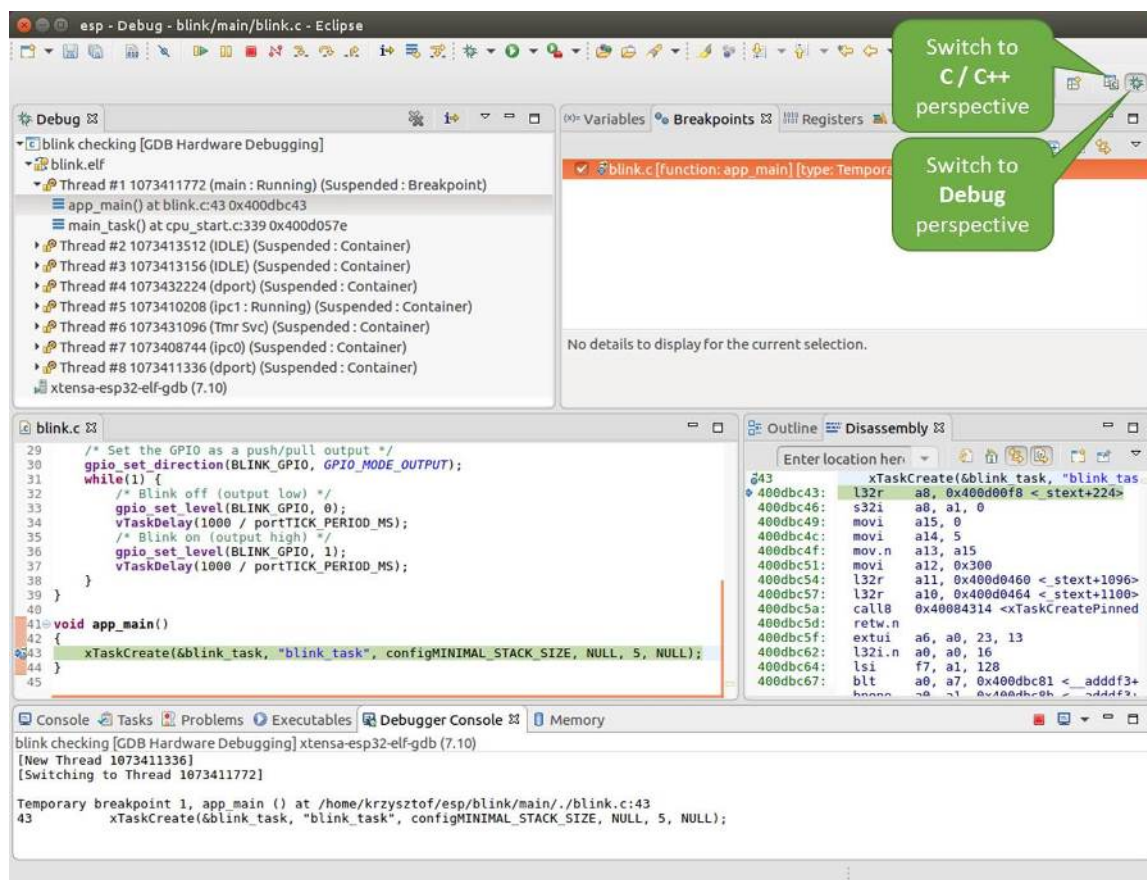 esp - Debug - blink/main/blink.c - Eclipse
Switch to
C / C++
perspective
Debug
(x)= Variables
Breakpoints
Registers
blink checking [GDB Hardware Debugging]
blink.elf
Thread #1 1073411772 (main : Running) (Suspended : Breakpoint)
app_main() at blink.c:43 0x400dbc43
main_task() at cpu_start.c:339 0x400d057e
Thread #2 1073413512 (IDLE) (Suspended : Container)
Thread #3 1073413156 (IDLE) (Suspended : Container)
Thread #4 1073432224 (dport) (Suspended : Container)
Thread #5 1073410208 (ipc1 : Running) (Suspended : Container)
Thread #6 1073431096 (Tmr Svc) (Suspended : Container)
Thread #7 1073408744 (ipc0) (Suspended : Container)
Thread #8 1073411336 (dport) (Suspended : Container)
xtensa-esp32-elf-gdb (7.10)
blink.c [function: app_main] [type: Tempora
Switch to
Debug
perspective
No details to display for the current selection.
blink.c
29 /* Set the GPIO as a push/pull output */
30 gpio_set_direction(BLINK_GPIO, GPIO_MODE_OUTPUT);
31 while(1) {
32 /* Blink off (output low) */
33 gpio_set_level(BLINK_GPIO, 0);
34 vTaskDelay(1000 / portTICK_PERIOD_MS);
35 /* Blink on (output high) */
36 gpio_set_level(BLINK_GPIO, 1);
37 vTaskDelay(1000 / portTICK_PERIOD_MS);
38 }
39 }
40
41 void app_main()
42 {
43 xTaskCreate(&blink_task, "blink_task", configMINIMAL_STACK_SIZE, NULL, 5, NULL);
44 }
45
Outline
Disassembly
Enter location her
43 xTaskCreate(&blink_task, "blink_tas
400dbc43: l32r a8, 0x400d00f8 <_stext+224>
400dbc46: s32i a8, a1, 0
400dbc49: movi a15, 0
400dbc4c: movi a14, 5
400dbc4f: mov.n a13, a15
400dbc51: movi a12, 0x300
400dbc54: l32r a11, 0x400d0460 <_stext+1096>
400dbc57: l32r a10, 0x400d0464 <_stext+1100>
400dbc5a: call8 0x40084314 <xTaskCreatePinned
400dbc5d: retw.n
400dbc5f: extui a6, a0, 23, 13
400dbc62: l32i.n a0, a0, 16
400dbc64: lsi f7, a1, 128
400dbc67: blt a0, a7, 0x400dbc81 <__adddf3+
Console
Tasks
Problems
Executables
Debugger Console
Memory
blink checking [GDB Hardware Debugging] xtensa-esp32-elf-gdb (7.10)
[New Thread 1073411336]
[Switching to Thread 1073411772]
Temporary breakpoint 1, app_main () at /home/krzysztof/esp/blink/main/./blink.c:43
43 xTaskCreate(&blink_task, "blink_task", configMINIMAL_STACK_SIZE, NULL, 5, NULL);